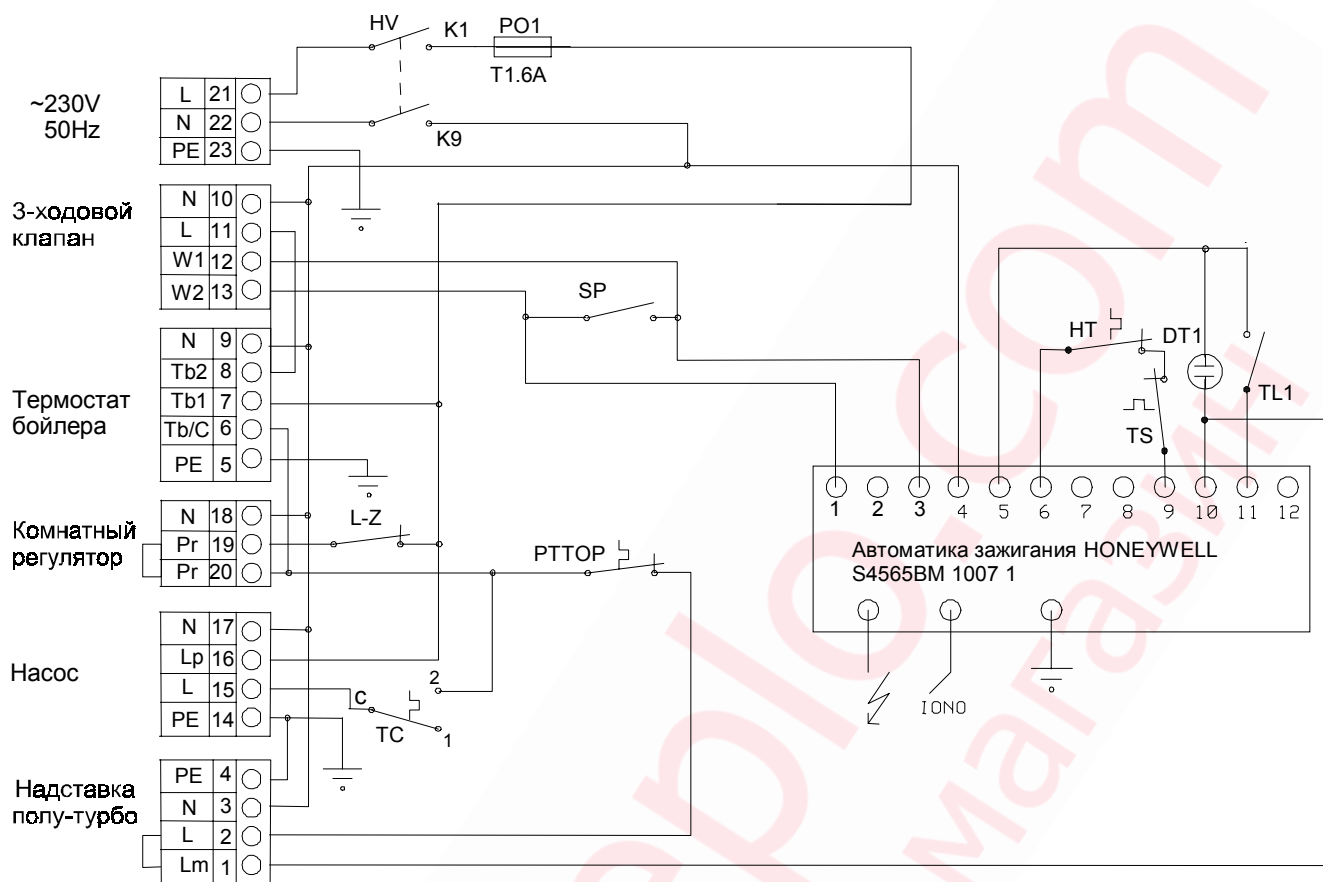 ~230V
50Hz
L 21
N 22
PE 23
HV
K1
K9
PO1
T1.6A
3-ходовой
клапан
N 10
L 11
W1 12
W2 13
SP
Термостат
бойлера
N 9
Tb2 8
Tb1 7
Tb/C 6
PE 5
HT
DT1
TS
TL1
Комнатный
регулятор
N 18
Pr 19
Pr 20
L-Z
PTTOP
1 2 3 4 5 6 7 8 9 10 11 12
Автоматика зажигания HONEYWELL
S4565BM 1007 1
IONO
Насос
N 17
Lp 16
L 15
PE 14
C
TC
2
1
Надставка
полу-турбо
PE 4
N 3
L 2
Lm 1
aplo.com
магазин